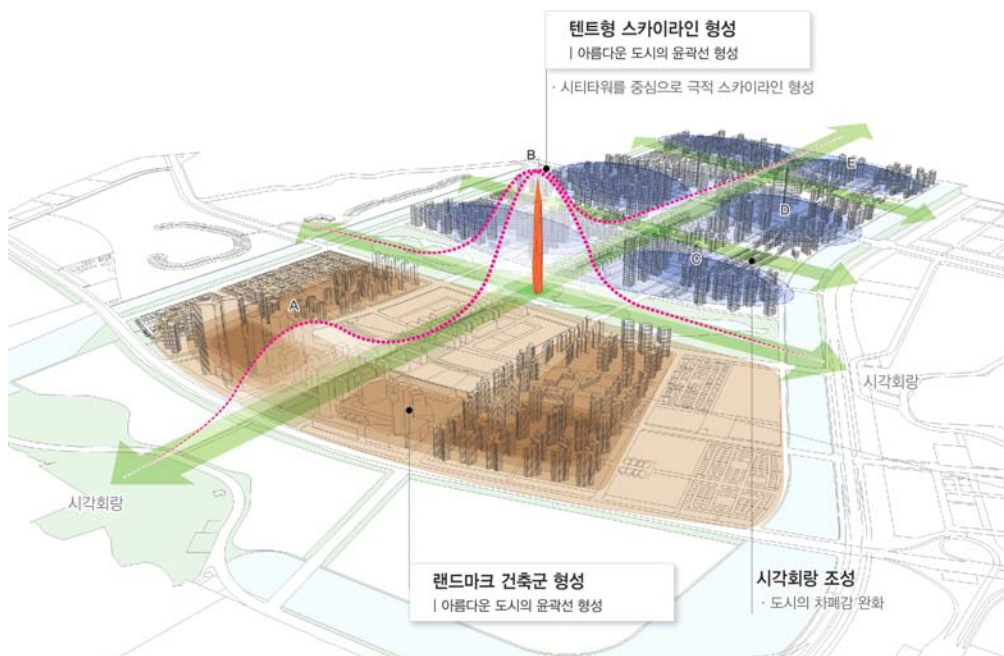 텐트형 스카이라인 형성
| 아름다운 도시의 윤곽선 형성
· 시티타워를 중심으로 극적 스카이라인 형성
B
E
D
C
A
시각회랑
시각회랑
랜드마크 건축군 형성
| 아름다운 도시의 윤곽선 형성
시각회랑 조성
· 도시의 차폐감 완화